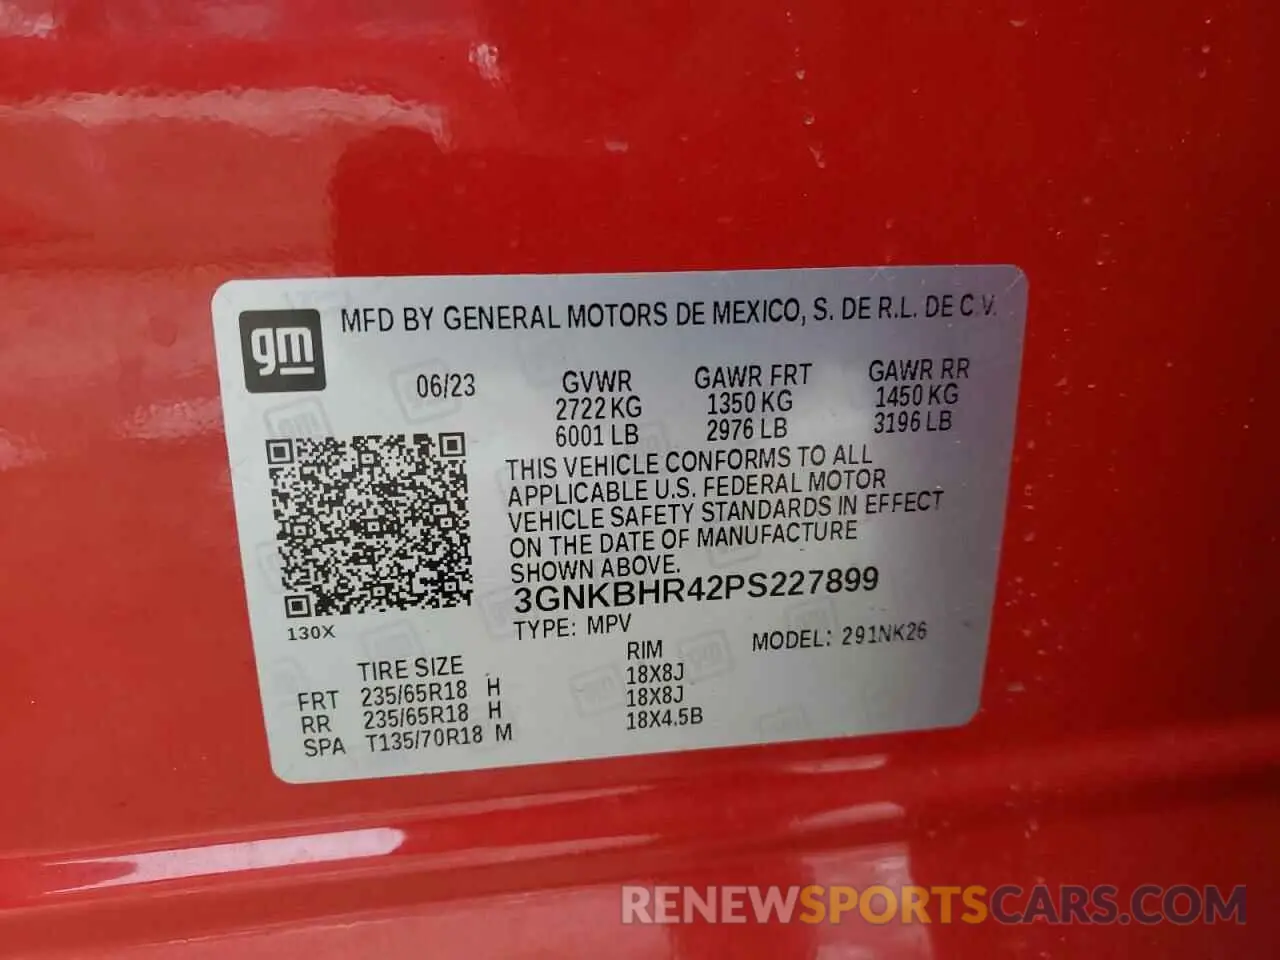 gm
MFD BY GENERAL MOTORS DE MEXICO, S. DE R.L. DE C.V.
06/23
GVWR GAWR FRT GAWR RR
2722 KG 1350 KG 1450 KG
6001 LB 2976 LB 3196 LB
THIS VEHICLE CONFORMS TO ALL
APPLICABLE U.S. FEDERAL MOTOR
VEHICLE SAFETY STANDARDS IN EFFECT
ON THE DATE OF MANUFACTURE
SHOWN ABOVE.
3GNKBHR42PS227899
130X
TYPE: MPV MODEL: 291NK26
TIRE SIZE RIM
FRT 235/65R18 H 18X8J
RR 235/65R18 H 18X8J
SPA T135/70R18 M 18X4.5B
RENEWSPORTSCARS.COM